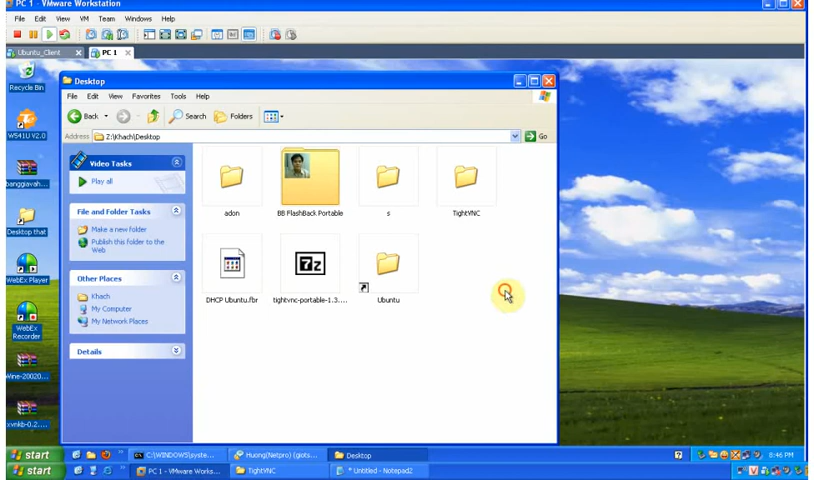 PC 1 - VMware Workstation
File Edit View VM Team Windows Help
Ubuntu_Client PC 1
Recycle Bin
W541U V2.0
banggiavah...
Desktop that
WebEx Player
WebEx
Recorder
Wine-20020...
xvnkb-0.2....
Desktop
File Edit View Favorites Tools Help
Back Search Folders
Address Z:\Khach\Desktop Go
Video Tasks
Play all
File and Folder Tasks
Make a new folder
Publish this folder to the
Web
Other Places
Khach
My Computer
My Network Places
Details
adon BB FlashBack Portable s TightVNC
7z
DHCP Ubuntu.fbr tightvnc-portable-1.3.... Ubuntu
start C:\WINDOWS\syste... Huong(Netpro) (giots... Desktop ? 8:46 PM
start PC 1 - VMware Works... TightVNC * Untitled - Notepad2 V